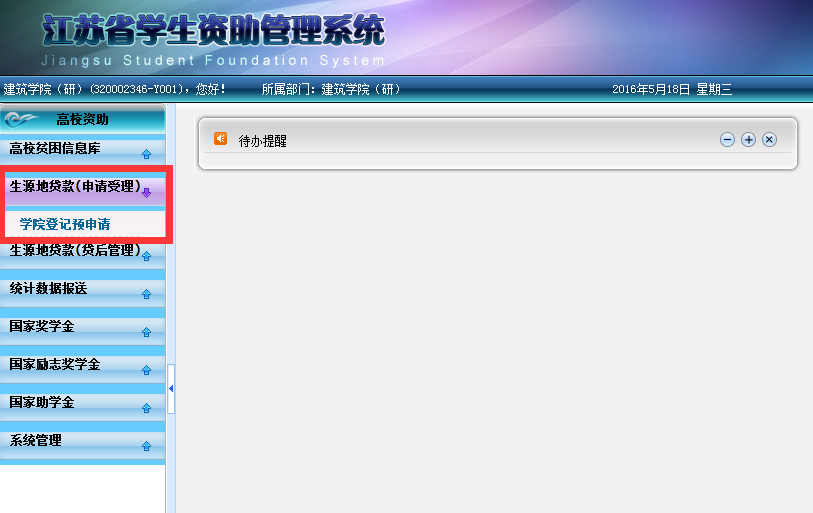 江苏省学生资助管理系统
Jiangsu Student Foundation System
建筑学院（研）(320002346-Y001)，您好！ 所属部门：建筑学院（研） 2016年5月18日 星期三
高校资助
高校贫困信息库
生源地贷款(申请受理)
学院登记预申请
生源地贷款(贷后管理)
统计数据报送
国家奖学金
国家励志奖学金
国家助学金
系统管理
待办提醒